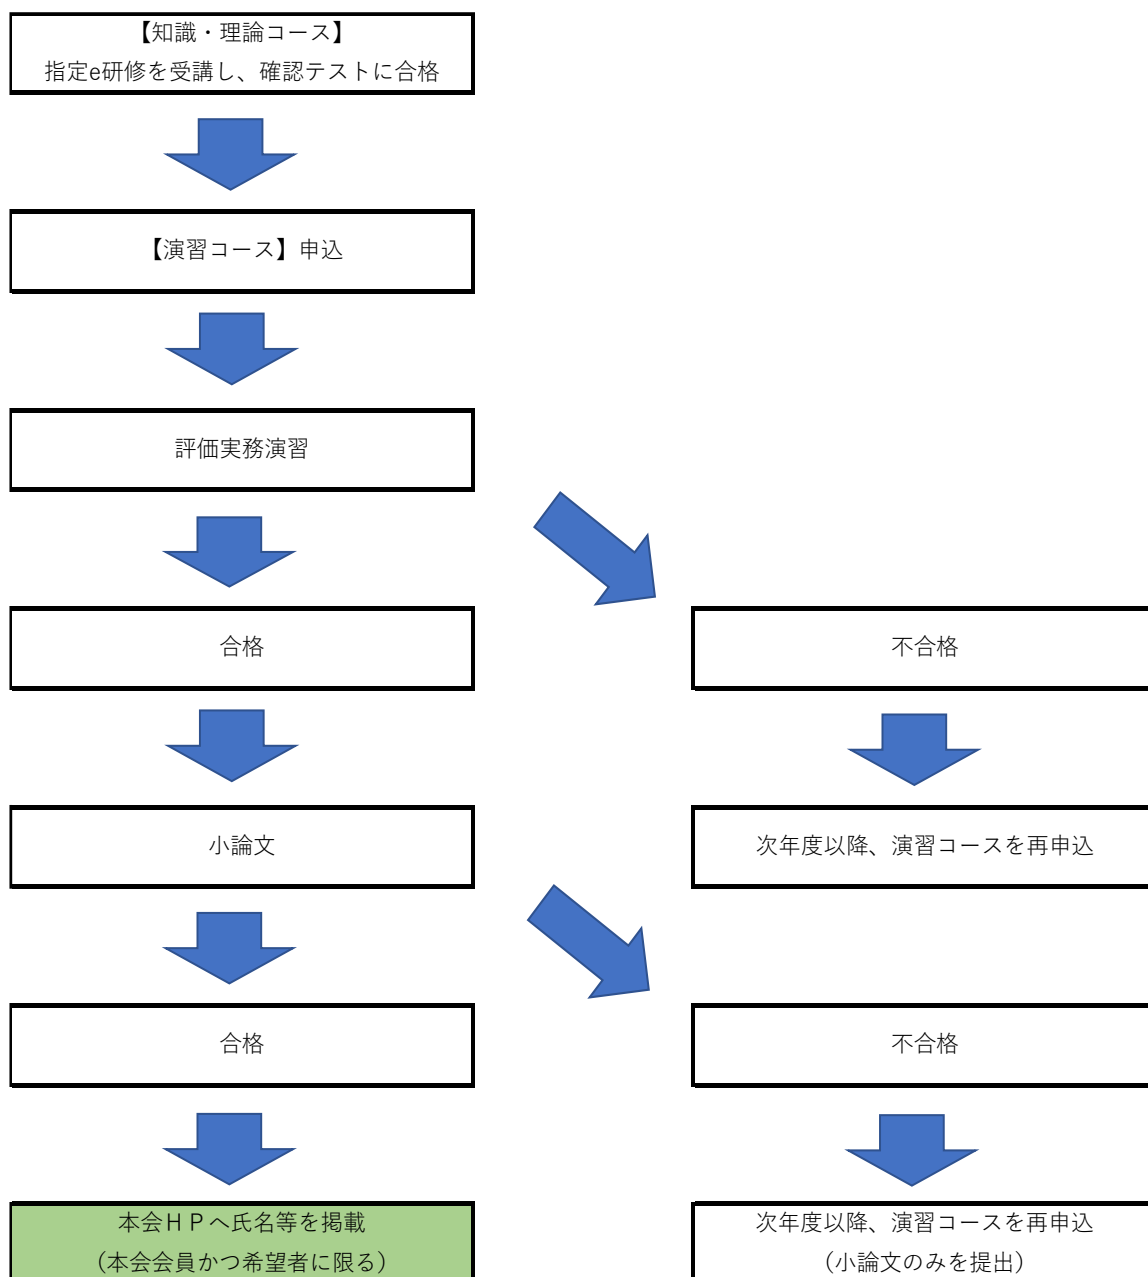 【知識・理論コース】
指定e研修を受講し、確認テストに合格
【演習コース】申込
評価実務演習
合格
不合格
小論文
次年度以降、演習コースを再申込
合格
不合格
本会ＨＰへ氏名等を掲載
（本会会員かつ希望者に限る）
次年度以降、演習コースを再申込
（小論文のみを提出）